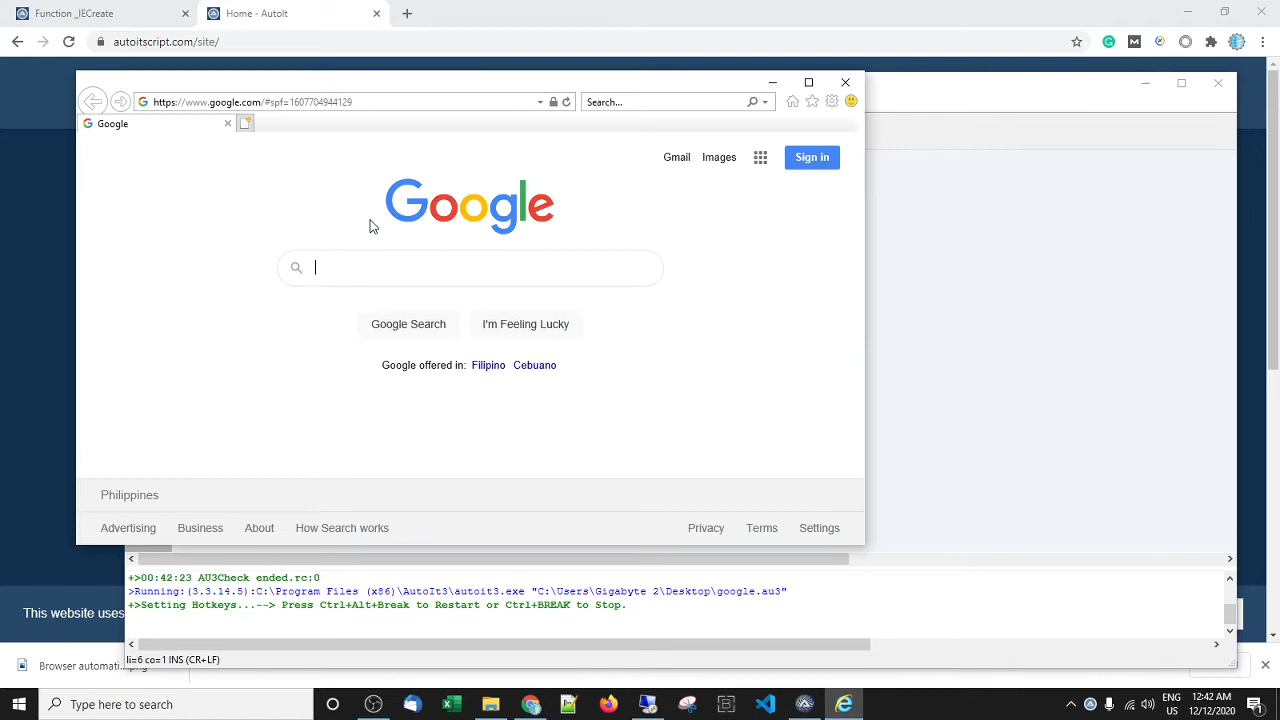 Function _IECreate
Home - AutoIt
autoitscript.com/site/
https://www.google.com/#spf=1607704944129
Search...
Google
Gmail Images Sign in
Google
Google Search I'm Feeling Lucky
Google offered in: Filipino Cebuano
Philippines
Advertising Business About How Search works Privacy Terms Settings
+>00:42:23 AU3Check ended.rc:0
>Running:(3.3.14.5):C:\Program Files (x86)\AutoIt3\autoit3.exe "C:\Users\Gigabyte 2\Desktop\google.au3"
+>Setting Hotkeys...--> Press Ctrl+Alt+Break to Restart or Ctrl+BREAK to Stop.
This website uses
li=6 co=1 INS (CR+LF)
Type here to search
ENG
US
12:42 AM
12/12/2020